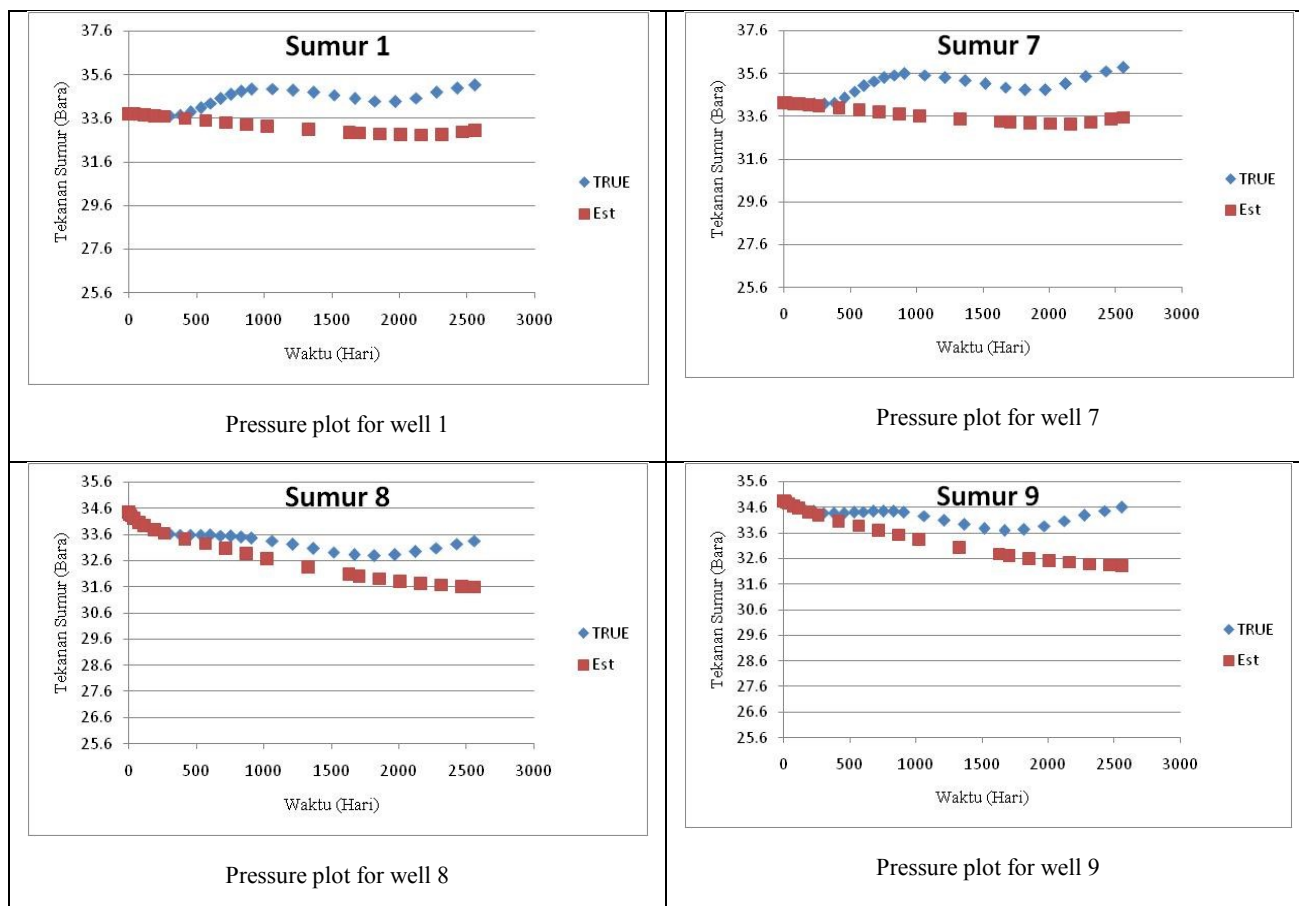 Sumur 1
37.6
35.6
33.6
31.6
29.6
27.6
25.6
Tekanan Sumur (Bara)
0 500 1000 1500 2000 2500 3000
Waktu (Hari)
TRUE
Est
Pressure plot for well 1
Sumur 7
37.6
35.6
33.6
31.6
29.6
27.6
25.6
Tekanan Sumur (Bara)
0 500 1000 1500 2000 2500 3000
Waktu (Hari)
TRUE
Est
Pressure plot for well 7
Sumur 8
35.6
34.6
33.6
32.6
31.6
30.6
29.6
28.6
27.6
26.6
25.6
Tekanan Sumur (Bara)
0 500 1000 1500 2000 2500 3000
Waktu (Hari)
TRUE
Est
Pressure plot for well 8
Sumur 9
35.6
34.6
33.6
32.6
31.6
30.6
29.6
28.6
27.6
26.6
25.6
Tekanan Sumur (Bara)
0 500 1000 1500 2000 2500 3000
Waktu (Hari)
TRUE
Est
Pressure plot for well 9